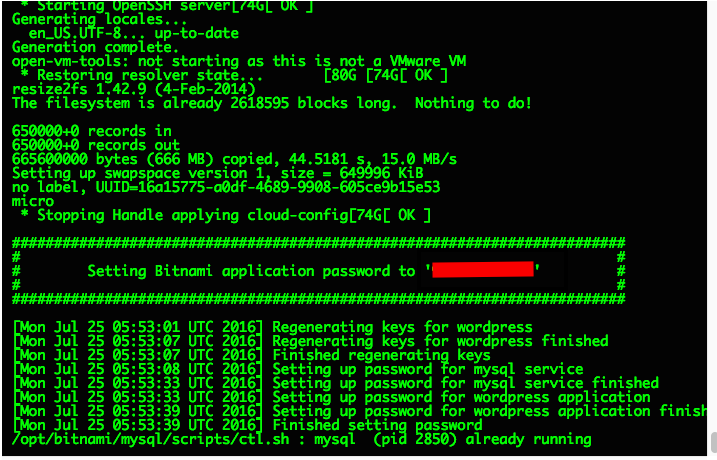 * Starting OpenSSH server[74G[ OK ]
Generating locales...
en_US.UTF-8... up-to-date
Generation complete.
open-vm-tools: not starting as this is not a VMware VM
* Restoring resolver state... [80G [74G[ OK ]
resize2fs 1.42.9 (4-Feb-2014)
The filesystem is already 2618595 blocks long. Nothing to do!
650000+0 records in
650000+0 records out
665600000 bytes (666 MB) copied, 44.5181 s, 15.0 MB/s
Setting up swapspace version 1, size = 649996 KiB
no label, UUID=16a15775-a0df-4689-9908-605ce9b15e53
micro
* Stopping Handle applying cloud-config[74G[ OK ]
#########################################################################
# #
# Setting Bitnami application password to ' ' #
# #
#########################################################################
[Mon Jul 25 05:53:01 UTC 2016] Regenerating keys for wordpress
[Mon Jul 25 05:53:07 UTC 2016] Regenerating keys for wordpress finished
[Mon Jul 25 05:53:07 UTC 2016] Finished regenerating keys
[Mon Jul 25 05:53:08 UTC 2016] Setting up password for mysql service
[Mon Jul 25 05:53:33 UTC 2016] Setting up password for mysql service finished
[Mon Jul 25 05:53:33 UTC 2016] Setting up password for wordpress application
[Mon Jul 25 05:53:39 UTC 2016] Setting up password for wordpress application finish
[Mon Jul 25 05:53:39 UTC 2016] Finished setting password
/opt/bitnami/mysql/scripts/ctl.sh : mysql (pid 2850) already running